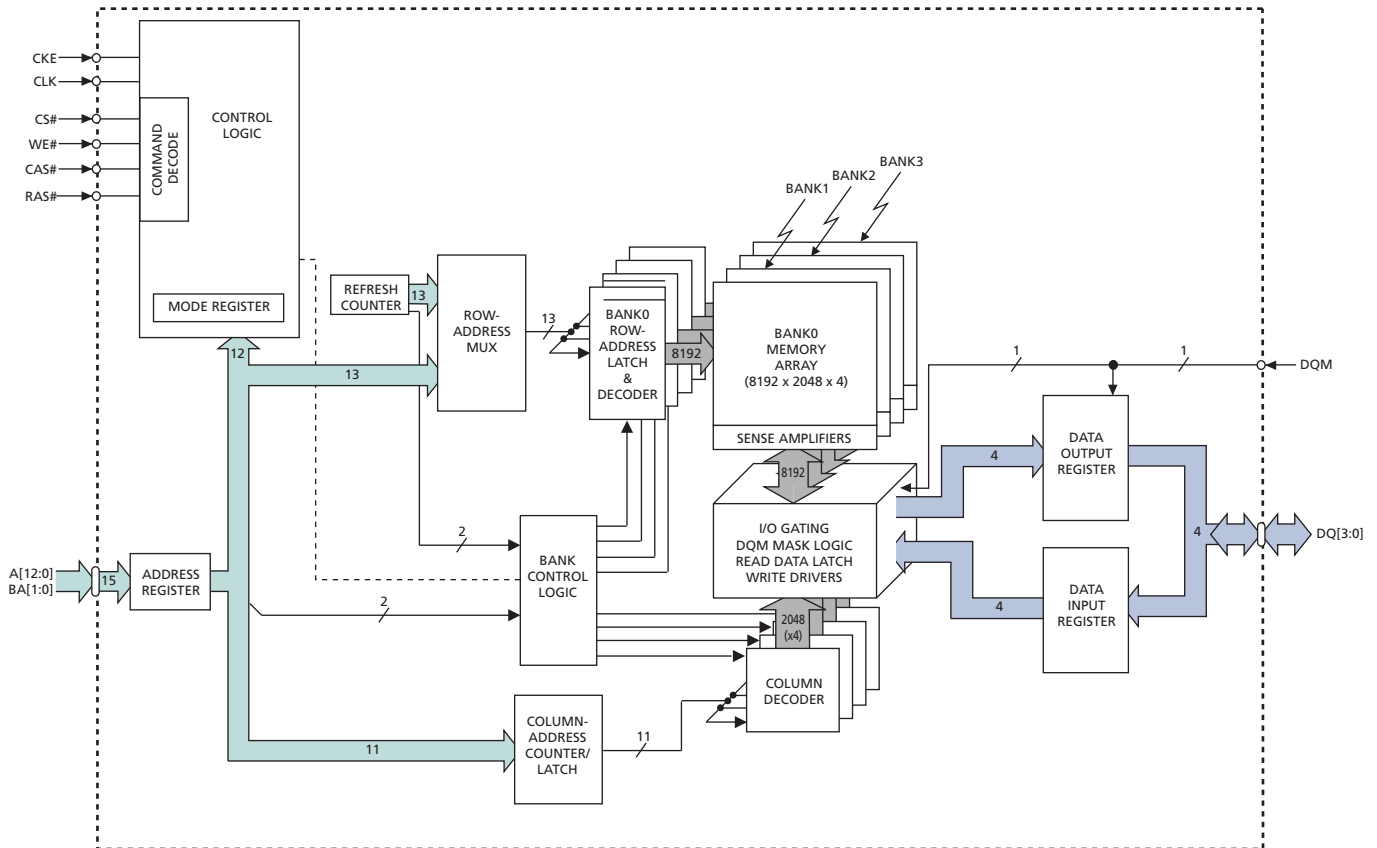 CKE
CLK
CS#
WE#
CAS#
RAS#
COMMAND
DECODE
CONTROL
LOGIC
MODE REGISTER
12
REFRESH
COUNTER
13
13
ROW-
ADDRESS
MUX
13
BANK0
ROW-
ADDRESS
LATCH
&
DECODER
8192
BANK1
BANK2
BANK3
BANK0
MEMORY
ARRAY
(8192 x 2048 x 4)
SENSE AMPLIFIERS
8192
I/O GATING
DQM MASK LOGIC
READ DATA LATCH
WRITE DRIVERS
1
1
DQM
4
DATA
OUTPUT
REGISTER
4
DQ[3:0]
4
DATA
INPUT
REGISTER
A[12:0]
BA[1:0]
15
ADDRESS
REGISTER
2
2
BANK
CONTROL
LOGIC
2048
(x4)
COLUMN
DECODER
11
COLUMN-
ADDRESS
COUNTER/
LATCH
11